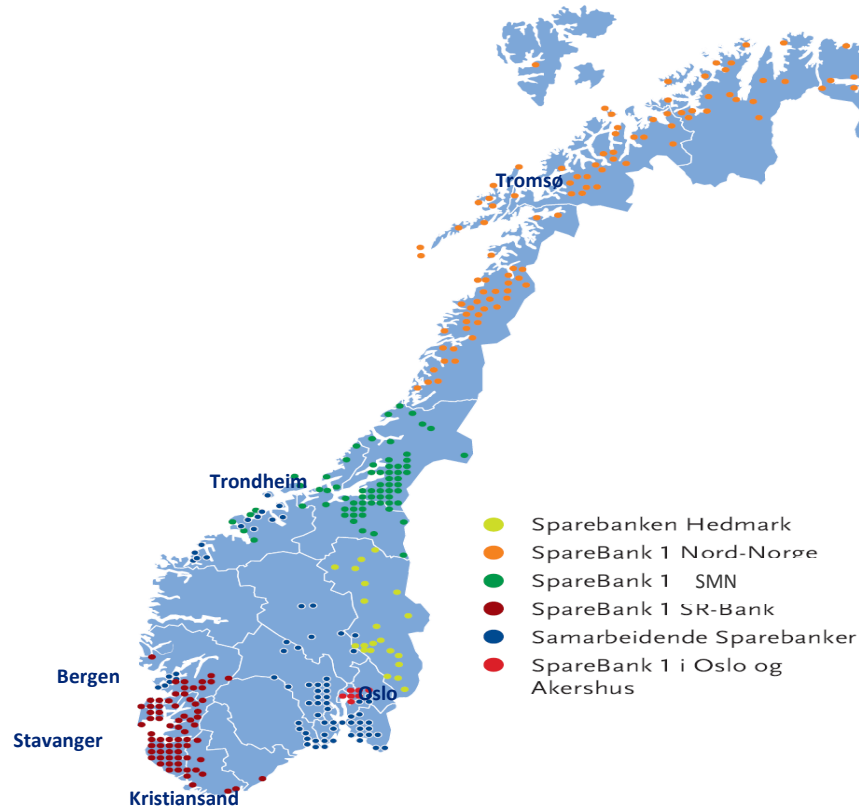 Tromsø
Trondheim
Sparebanken Hedmark
SpareBank 1 Nord-Norge
SpareBank 1 SMN
SpareBank 1 SR-Bank
Samarbeidende Sparebanker
SpareBank 1 i Oslo og
Akershus
Bergen
Oslo
Stavanger
Kristiansand